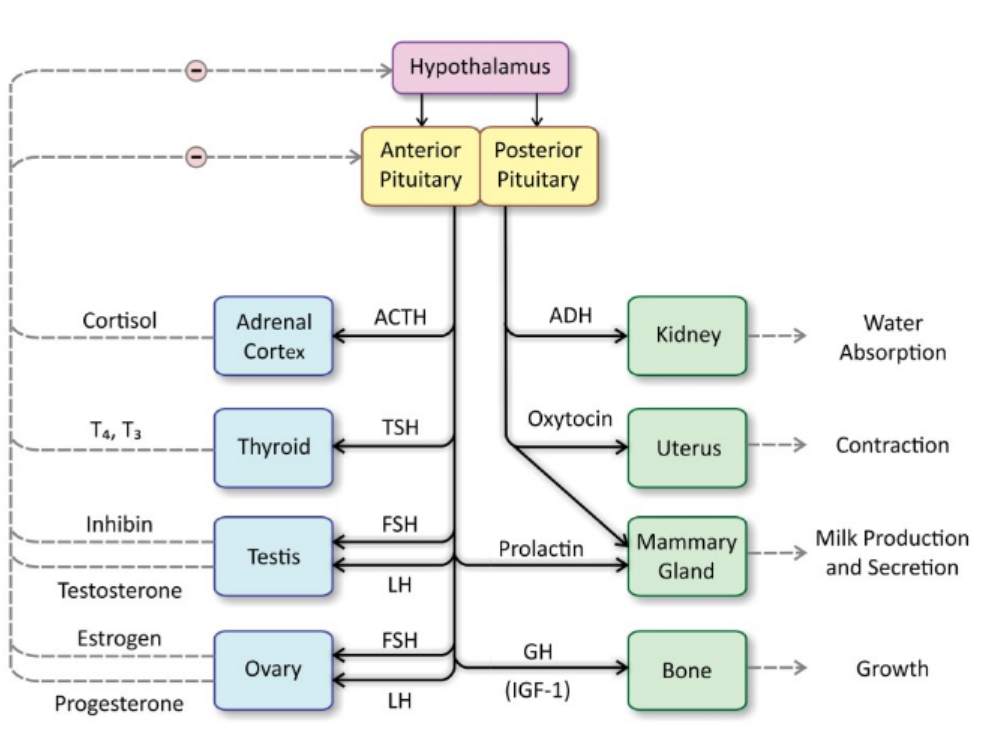 Hypothalamus
Anterior
Pituitary
Posterior
Pituitary
Cortisol
Adrenal
Cortex
ACTH
ADH
Kidney
Water
Absorption
T₄, T₃
Thyroid
TSH
Oxytocin
Uterus
Contraction
Inhibin
Testosterone
Testis
FSH
LH
Prolactin
Mammary
Gland
Milk Production
and Secretion
Estrogen
Progesterone
Ovary
FSH
LH
GH
(IGF-1)
Bone
Growth